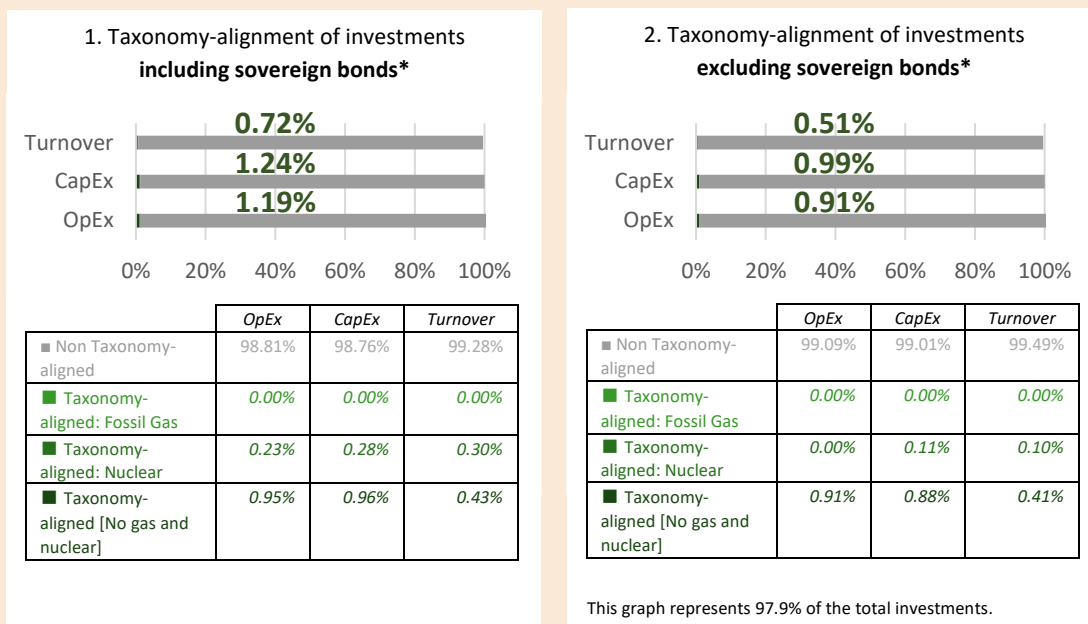 1. Taxonomy-alignment of investments
including sovereign bonds*
0.72%
Turnover
1.24%
CapEx
1.19%
OpEx
0% 20% 40% 60% 80% 100%
OpEx CapEx Turnover
■ Non Taxonomy- 98.81% 98.76% 99.28%
aligned
■ Taxonomy- 0.00% 0.00% 0.00%
aligned: Fossil Gas
■ Taxonomy- 0.23% 0.28% 0.30%
aligned: Nuclear
■ Taxonomy- 0.95% 0.96% 0.43%
aligned [No gas and
nuclear]
2. Taxonomy-alignment of investments
excluding sovereign bonds*
0.51%
Turnover
0.99%
CapEx
0.91%
OpEx
0% 20% 40% 60% 80% 100%
OpEx CapEx Turnover
■ Non Taxonomy- 99.09% 99.01% 99.49%
aligned
■ Taxonomy- 0.00% 0.00% 0.00%
aligned: Fossil Gas
■ Taxonomy- 0.00% 0.11% 0.10%
aligned: Nuclear
■ Taxonomy- 0.91% 0.88% 0.41%
aligned [No gas and
nuclear]
This graph represents 97.9% of the total investments.